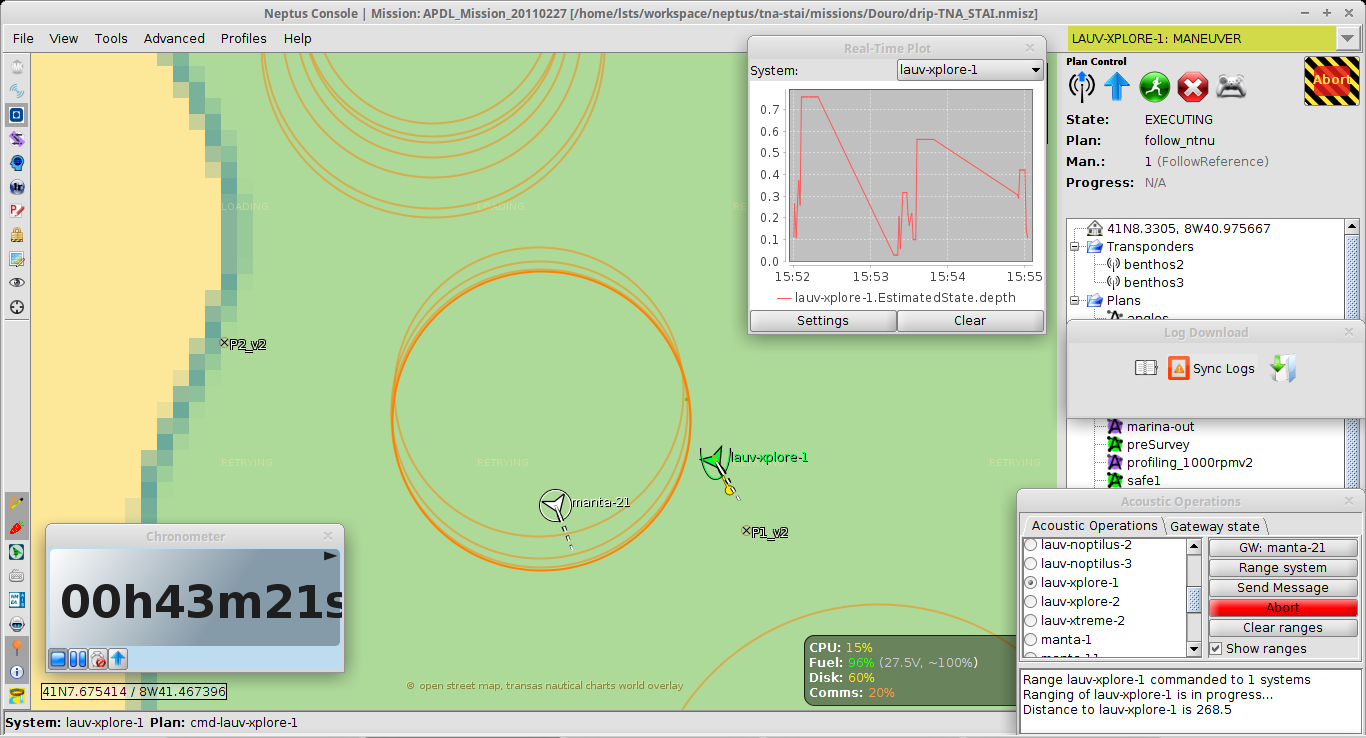 Neptus Console | Mission: APDL_Mission_20110227 [/home/lsts/workspace/neptus/tna-stai/missions/Douro/drip-TNA_STAI.nmisz]
File View Tools Advanced Profiles Help
LAUV-XPLORE-1: MANEUVER
Plan Control
Abort
State: EXECUTING
Plan: follow_ntnu
Man.: 1 (FollowReference)
Progress: N/A
Real-Time Plot
System: lauv-xplore-1
0.7
0.6
0.5
0.4
0.3
0.2
0.1
0.0
15:52 15:53 15:54 15:55
lauv-xplore-1.EstimatedState.depth
Settings Clear
41N8.3305, 8W40.975667
Transponders
benthos2
benthos3
Plans
angles
Log Download
Sync Logs
marina-out
preSurvey
profiling_1000rpmv2
safe1
LOADING
LOADING
P2_v2
RETRYING
RETRYING
RETRYING
lauv-xplore-1
manta-21
P1_v2
Chronometer
00h43m21s
41N7.675414 / 8W41.467396
© open street map, transas nautical charts world overlay
CPU: 15%
Fuel: 96% (27.5V, ~100%)
Disk: 60%
Comms: 20%
Acoustic Operations
Acoustic Operations Gateway state
lauv-noptilus-2
lauv-noptilus-3
lauv-xplore-1
lauv-xplore-2
lauv-xtreme-2
manta-1
manta-11
GW: manta-21
Range system
Send Message
Abort
Clear ranges
Show ranges
Range lauv-xplore-1 commanded to 1 systems
Ranging of lauv-xplore-1 is in progress...
Distance to lauv-xplore-1 is 268.5
System: lauv-xplore-1 Plan: cmd-lauv-xplore-1